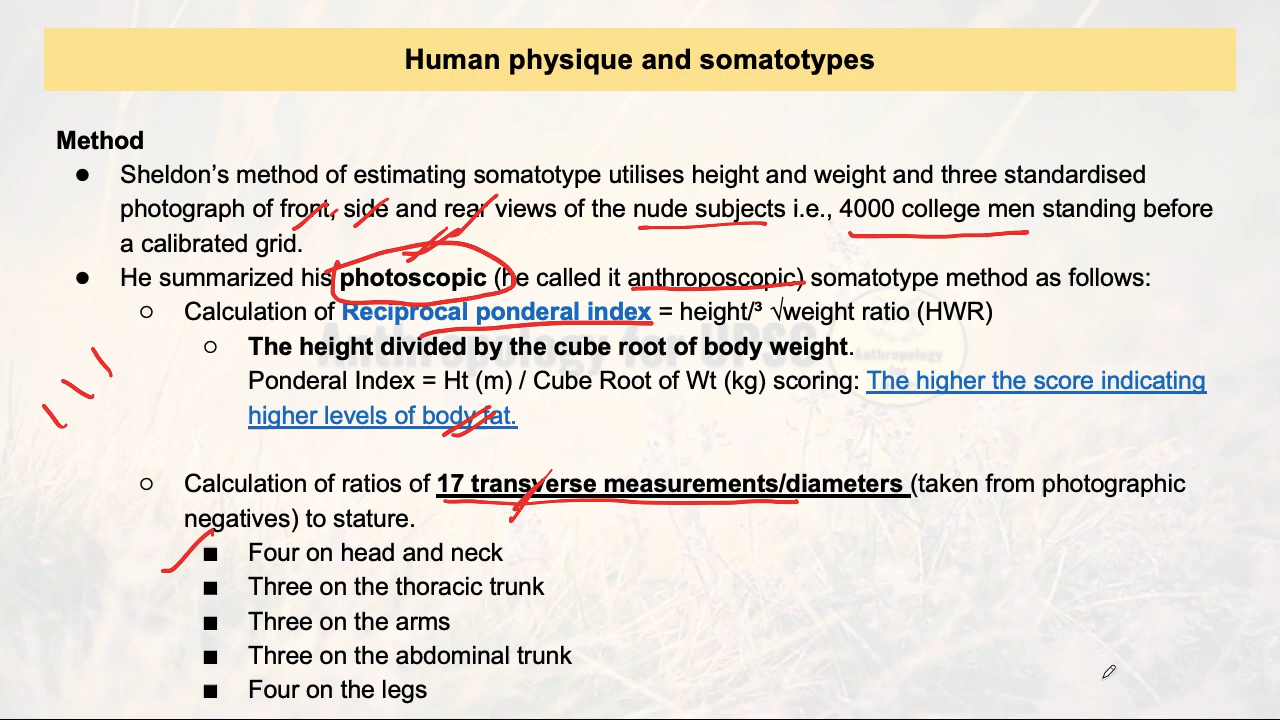 Human physique and somatotypes
Method
● Sheldon’s method of estimating somatotype utilises height and weight and three standardised
photograph of front, side and rear views of the nude subjects i.e., 4000 college men standing before
a calibrated grid.
● He summarized his photoscopic (he called it anthroposcopic) somatotype method as follows:
○ Calculation of Reciprocal ponderal index = height/³ √weight ratio (HWR)
○ The height divided by the cube root of body weight.
Ponderal Index = Ht (m) / Cube Root of Wt (kg) scoring: The higher the score indicating
higher levels of body fat.
○ Calculation of ratios of 17 transverse measurements/diameters (taken from photographic
negatives) to stature.
■ Four on head and neck
■ Three on the thoracic trunk
■ Three on the arms
■ Three on the abdominal trunk
■ Four on the legs
Anthropology for UPSC
Anthropology